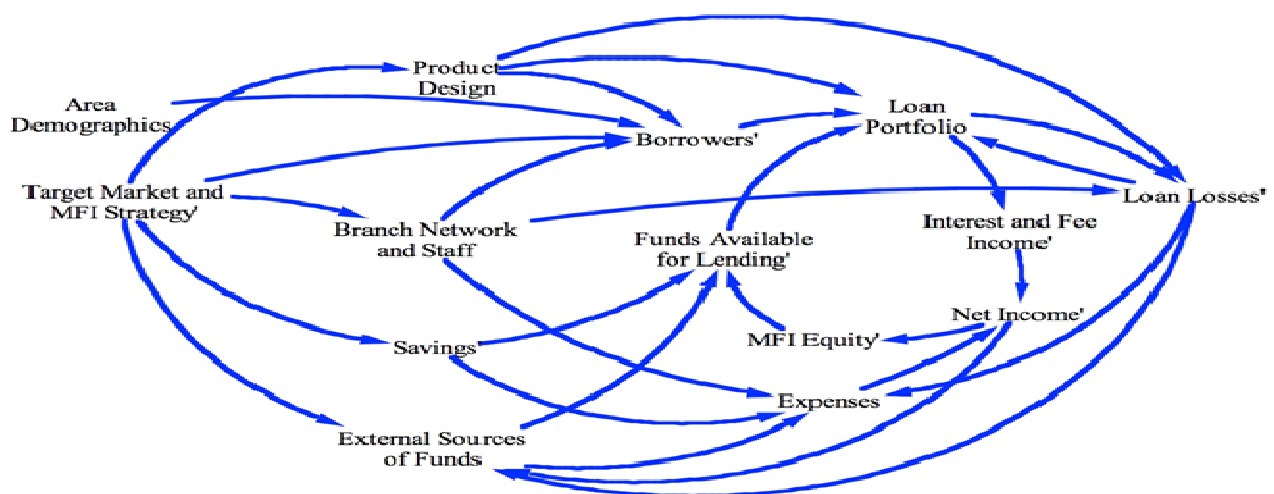 Product
Design
Area
Demographics
Loan
Portfolio
Borrowers'
Target Market and
MFI Strategy'
Loan Losses'
Branch Network
and Staff
Interest and Fee
Income'
Funds Available
for Lending'
Net Income'
MFI Equity'
Savings'
Expenses
External Sources
of Funds